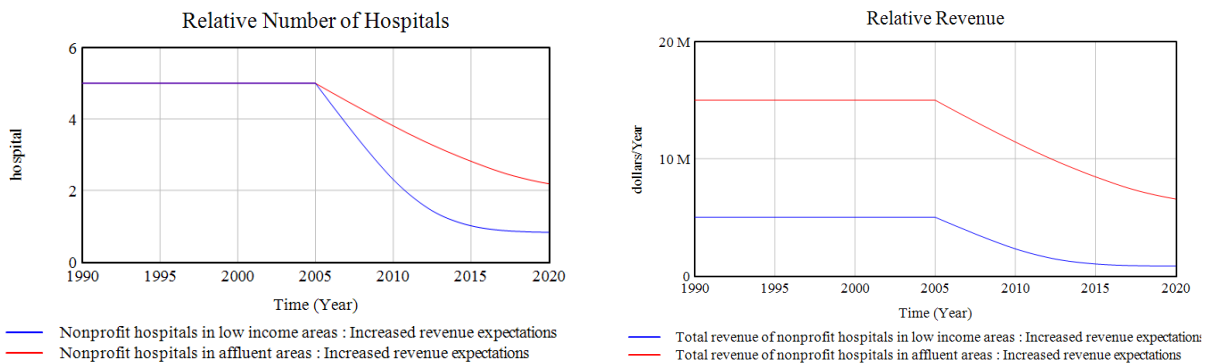 Relative Number of Hospitals
6
4
2
0
hospital
1990 1995 2000 2005 2010 2015 2020
Time (Year)
Nonprofit hospitals in low income areas : Increased revenue expectations
Nonprofit hospitals in affluent areas : Increased revenue expectations
Relative Revenue
20 M
10 M
0
dollars/Year
1990 1995 2000 2005 2010 2015 2020
Time (Year)
Total revenue of nonprofit hospitals in low income areas : Increased revenue expectations
Total revenue of nonprofit hospitals in affluent areas : Increased revenue expectations